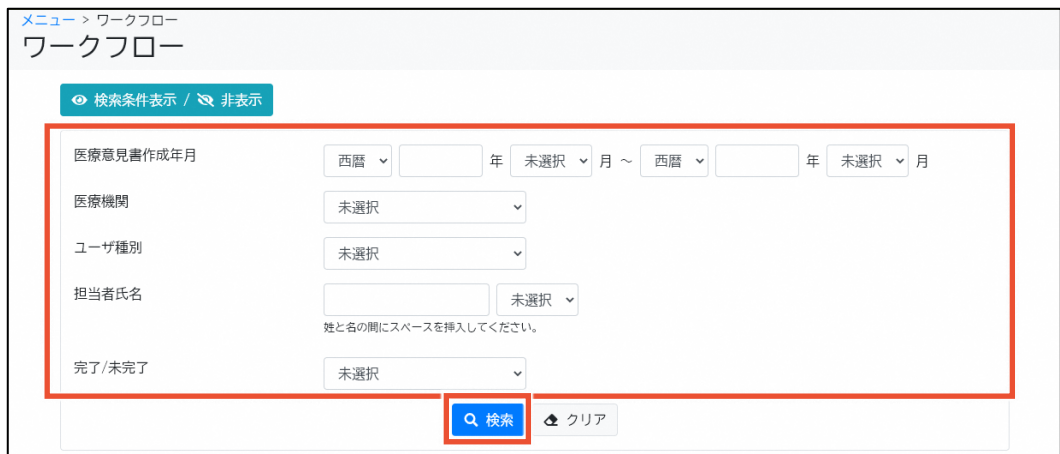 メニュー > ワークフロー
ワークフロー
検索条件表示 / 非表示
医療意見書作成年月 西暦 年 未選択 月 ～ 西暦 年 未選択 月
医療機関 未選択
ユーザ種別 未選択
担当者氏名 未選択
姓と名の間にスペースを挿入してください。
完了/未完了 未選択
検索 クリア